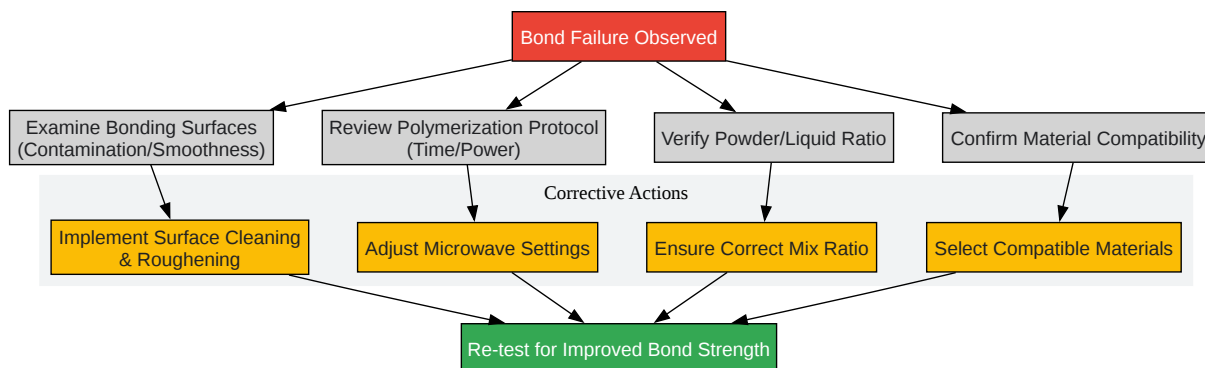 Bond Failure Observed
Examine Bonding Surfaces
(Contamination/Smoothness)
Review Polymerization Protocol
(Time/Power)
Verify Powder/Liquid Ratio
Confirm Material Compatibility
Corrective Actions
Implement Surface Cleaning
& Roughening
Adjust Microwave Settings
Ensure Correct Mix Ratio
Select Compatible Materials
Re-test for Improved Bond Strength